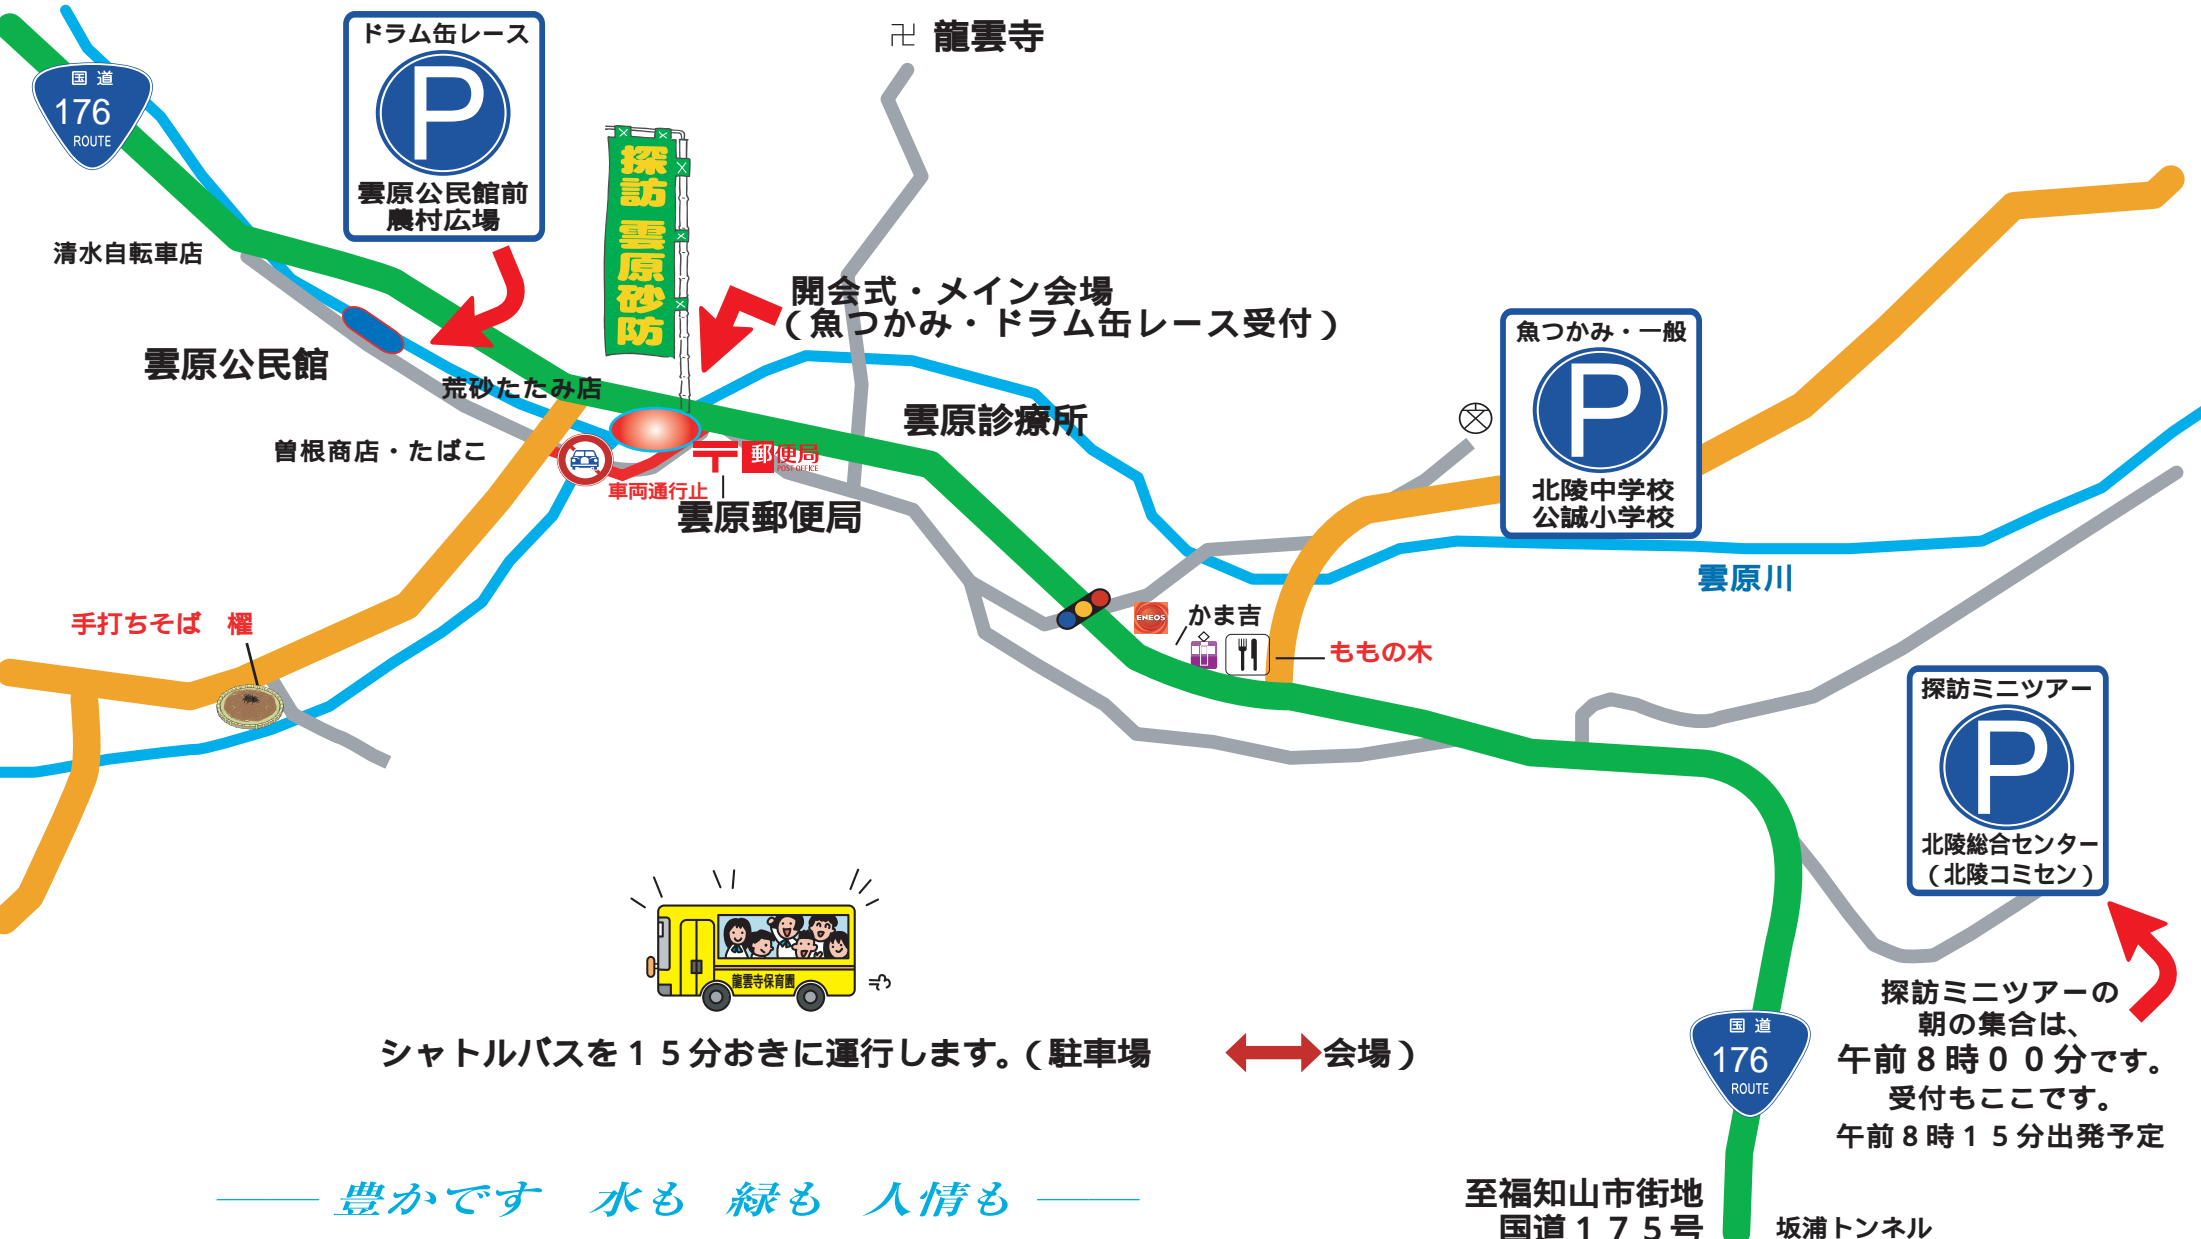 ドラム缶レース
P
雲原公民館前
農村広場
国道
176
ROUTE
卍 龍雲寺
探訪 雲原砂防
清水自転車店
開会式・メイン会場
（魚つかみ・ドラム缶レース受付）
魚つかみ・一般
P
北陵中学校
公誠小学校
雲原公民館
荒砂たたみ店
雲原診療所
曽根商店・たばこ
郵便局
POST OFFICE
車両通行止
雲原郵便局
文
雲原川
手打ちそば　櫂
ENEOS
かま吉
ももの木
探訪ミニツアー
P
北陵総合センター
（北陵コミセン）
龍雲寺保育園
シャトルバスを１５分おきに運行します。（駐車場
会場）
探訪ミニツアーの
朝の集合は、
午前８時００分です。
受付もここです。
午前８時１５分出発予定
国道
176
ROUTE
豊かです　水も　緑も　人情も
至福知山市街地
国道１７５号
坂浦トンネル